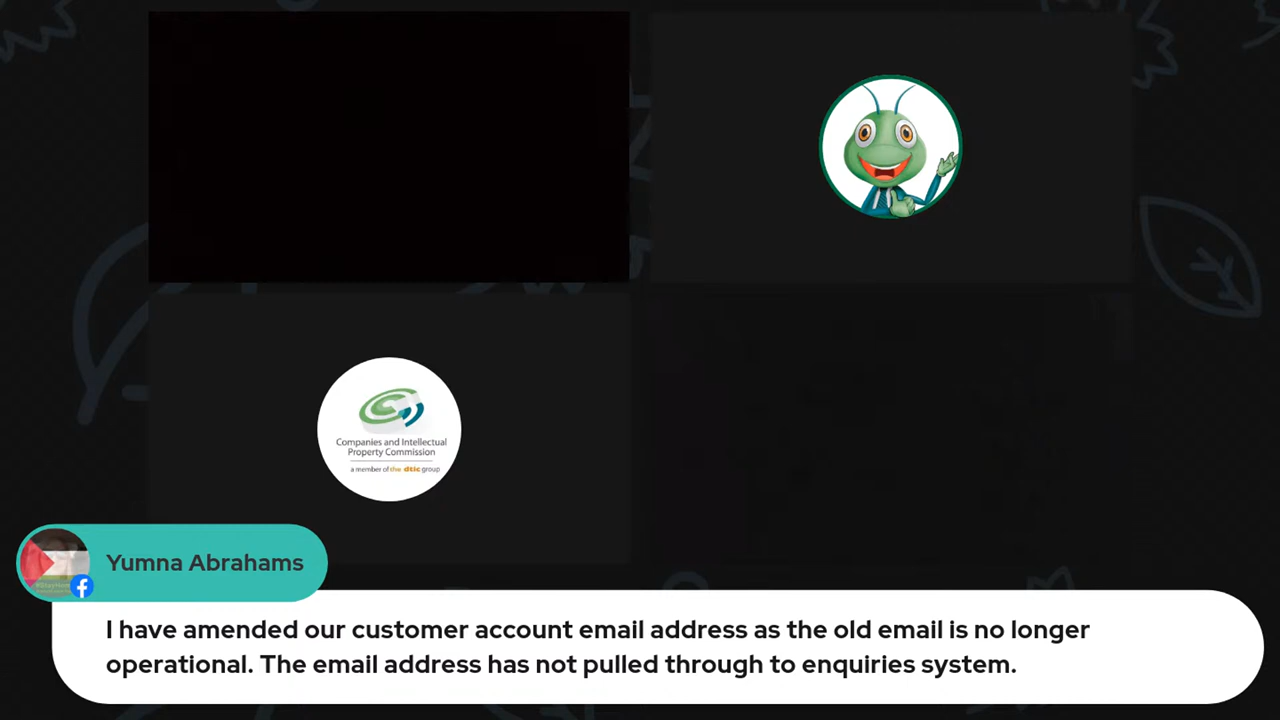 Companies and Intellectual
Property Commission
a member of the dtic group
Yumna Abrahams
I have amended our customer account email address as the old email is no longer
operational. The email address has not pulled through to enquiries system.